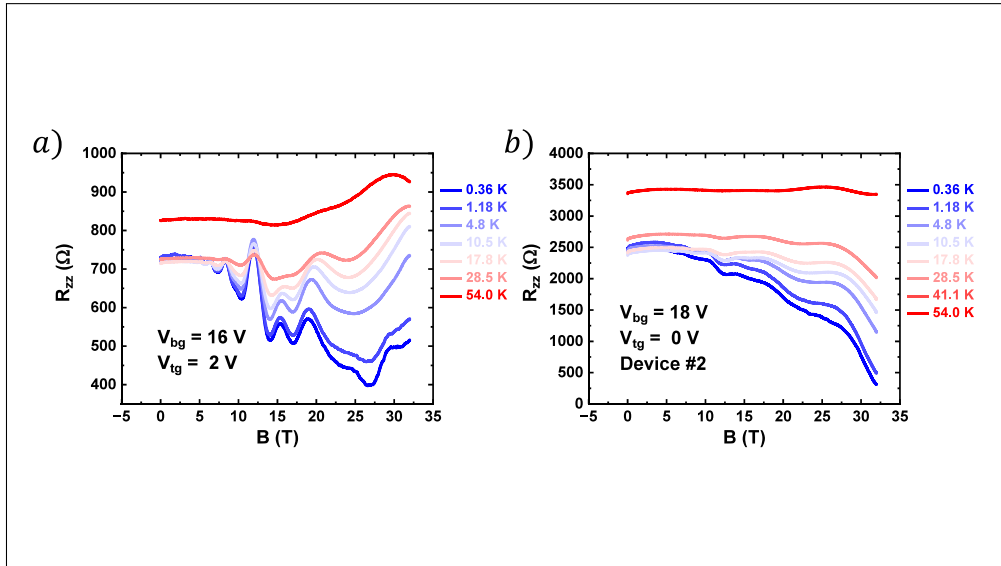 a)
1000
900
800
700
600
500
400
R_zz (Ω)
−5 0 5 10 15 20 25 30 35
B (T)
V_bg = 16 V
V_tg = 2 V
0.36 K
1.18 K
4.8 K
10.5 K
17.8 K
28.5 K
54.0 K
b)
4000
3500
3000
2500
2000
1500
1000
500
0
R_zz (Ω)
−5 0 5 10 15 20 25 30 35
B (T)
V_bg = 18 V
V_tg = 0 V
Device #2
0.36 K
1.18 K
4.8 K
10.5 K
17.8 K
28.5 K
41.1 K
54.0 K